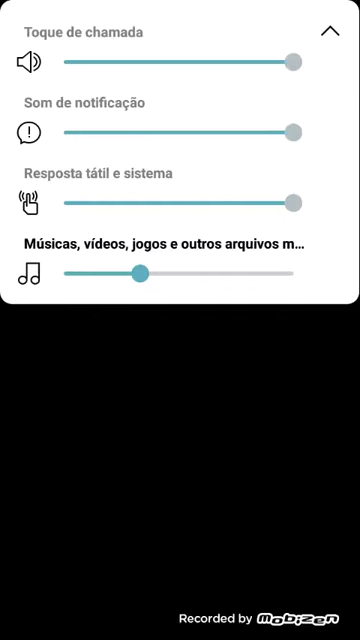 Toque de chamada
Som de notificação
Resposta tátil e sistema
Músicas, vídeos, jogos e outros arquivos m...
Recorded by Mobizen